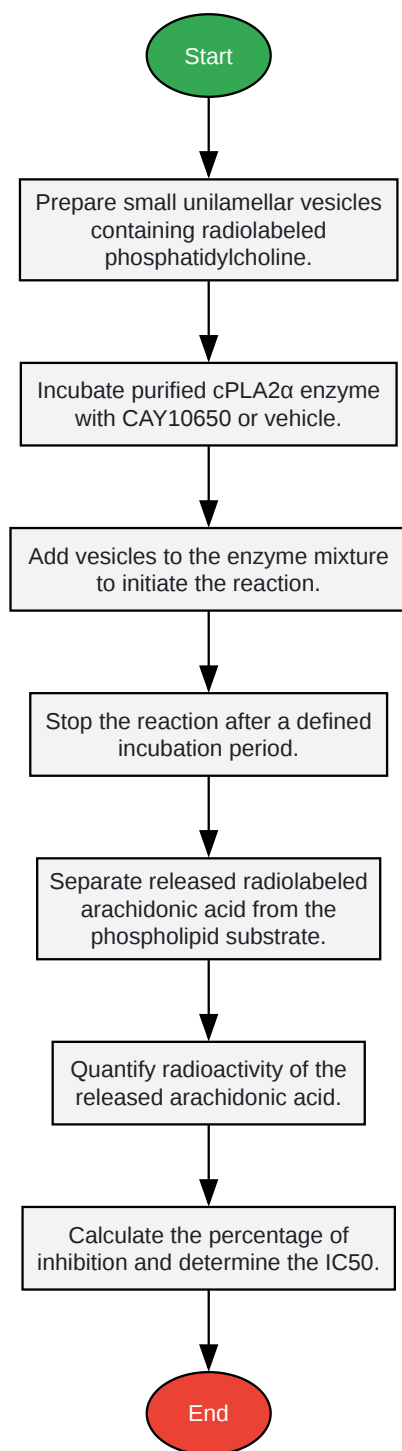 Start
Prepare small unilamellar vesicles
containing radiolabeled
phosphatidylcholine.
Incubate purified cPLA2α enzyme
with CAY10650 or vehicle.
Add vesicles to the enzyme mixture
to initiate the reaction.
Stop the reaction after a defined
incubation period.
Separate released radiolabeled
arachidonic acid from the
phospholipid substrate.
Quantify radioactivity of the
released arachidonic acid.
Calculate the percentage of
inhibition and determine the IC50.
End